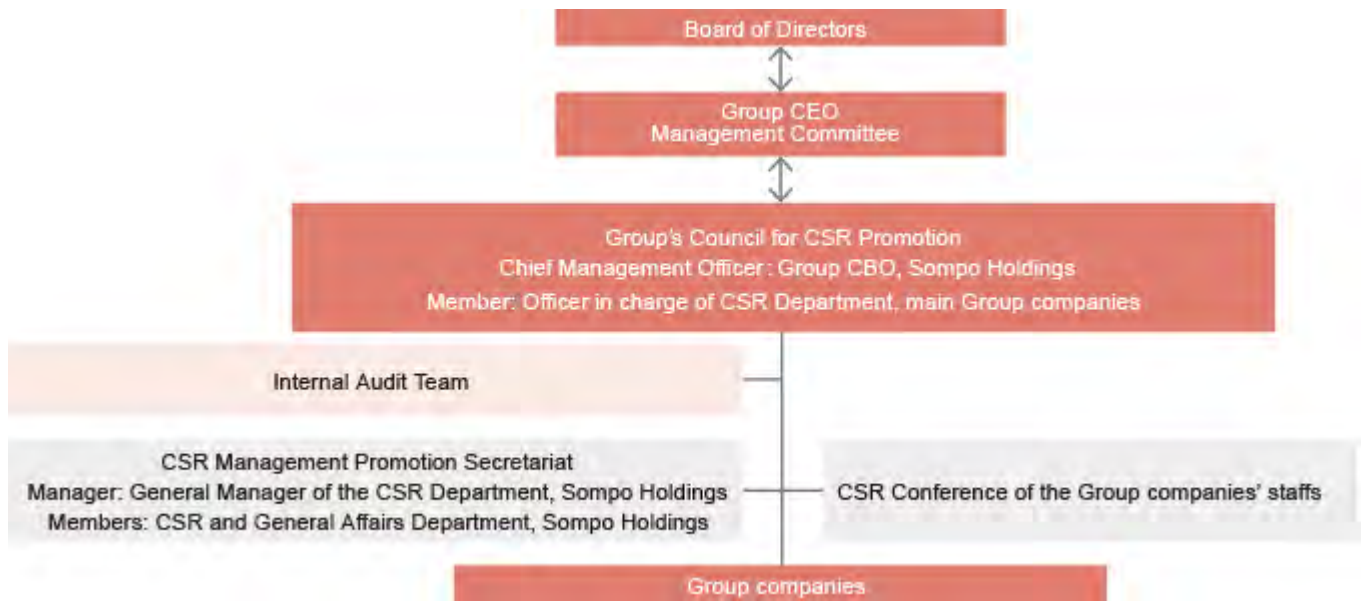 Board of Directors
Group CEO
Management Committee
Group's Council for CSR Promotion
Chief Management Officer: Group CBO, Sompo Holdings
Member: Officer in charge of CSR Department, main Group companies
Internal Audit Team
CSR Management Promotion Secretariat
Manager: General Manager of the CSR Department, Sompo Holdings
Members: CSR and General Affairs Department, Sompo Holdings
CSR Conference of the Group companies' staffs
Group companies